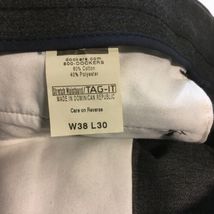 dockers.com
800-DOCKERS
60% Cotton
40% Polyester
Stretch Waistband / TAG-IT
MADE IN DOMINICAN REPUBLIC
Care on Reverse
W38 L30